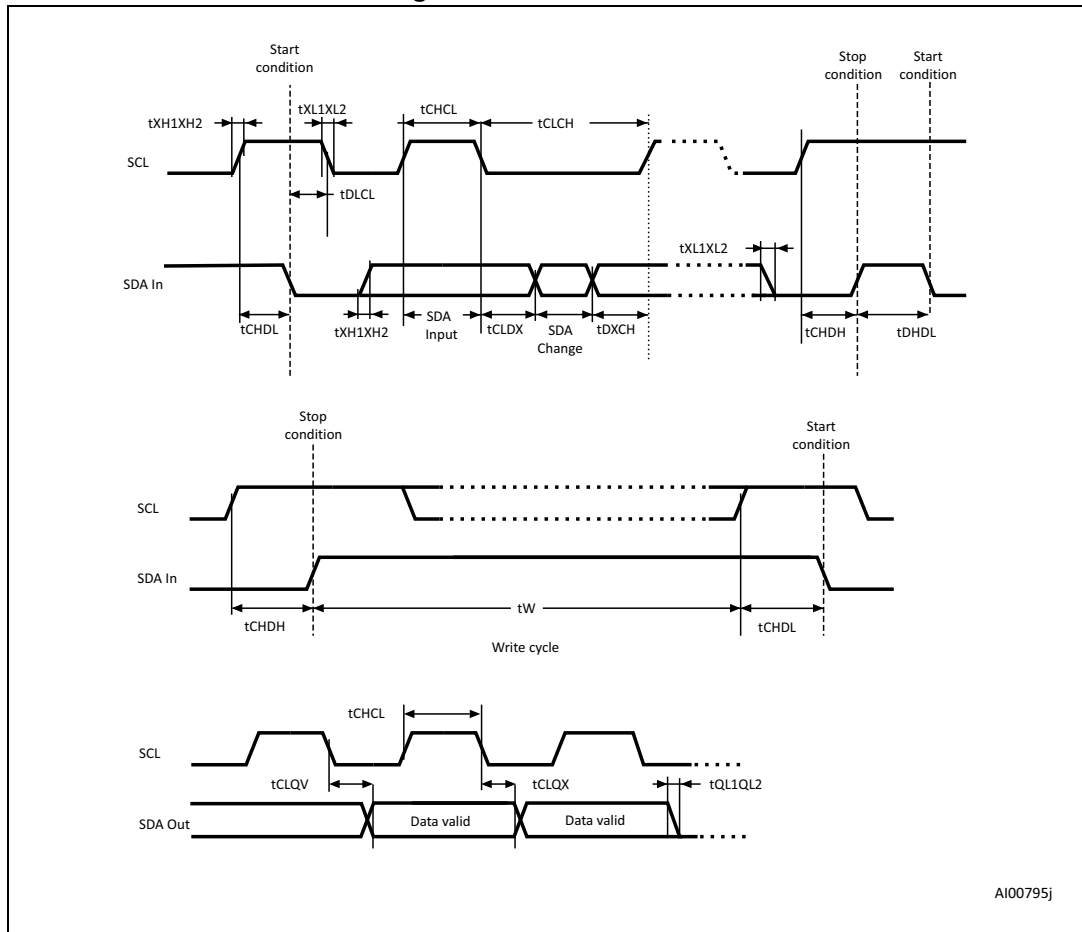 Start
condition
Stop
condition
Start
condition
tXH1XH2
tXL1XL2
tCHCL
tCLCH
SCL
tDLCL
tXL1XL2
SDA In
tCHDL
tXH1XH2
SDA
Input
tCLDX
SDA
Change
tDXCH
tCHDH
tDHDL
Stop
condition
Start
condition
SCL
SDA In
tCHDH
tW
tCHDL
Write cycle
tCHCL
SCL
tCLQV
tCLQX
tQL1QL2
SDA Out
Data valid
Data valid
AI00795j